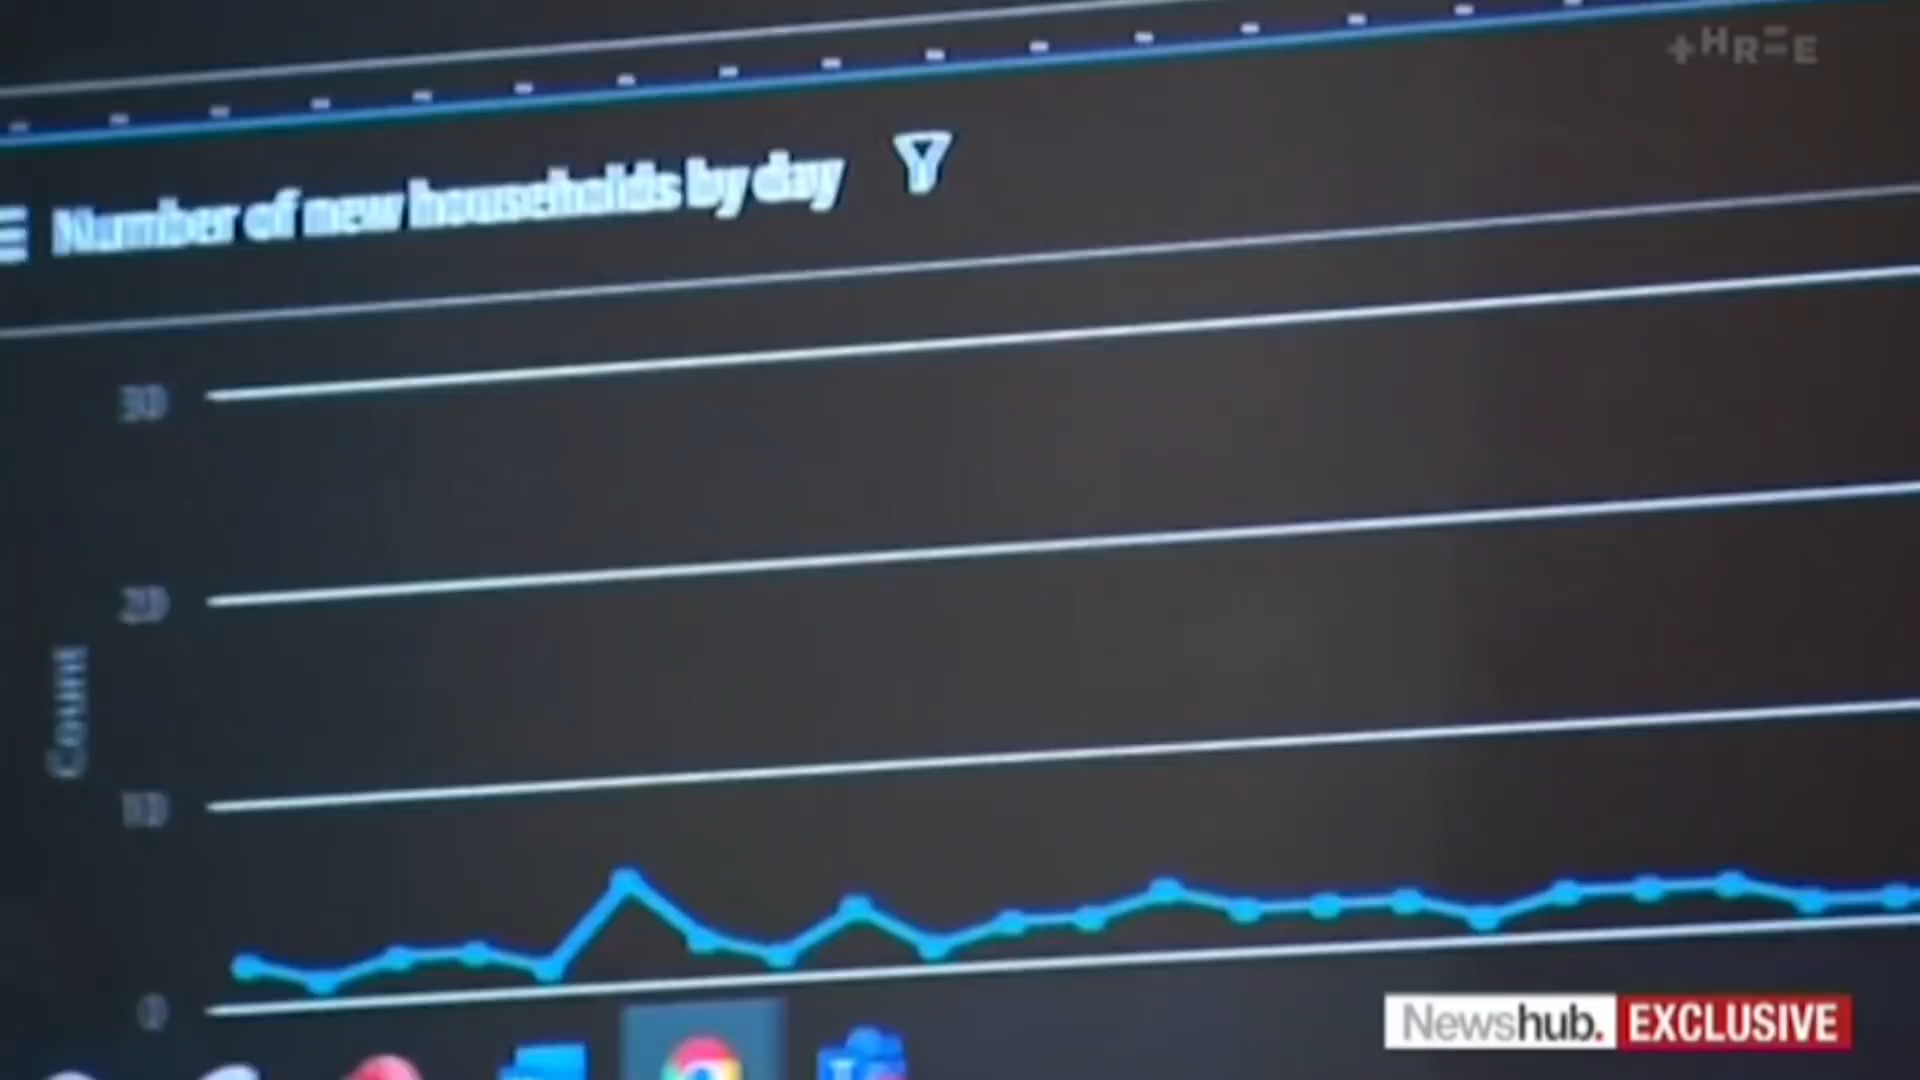 THREE
Number of new households by day
30
20
Count
10
0
Newshub. EXCLUSIVE